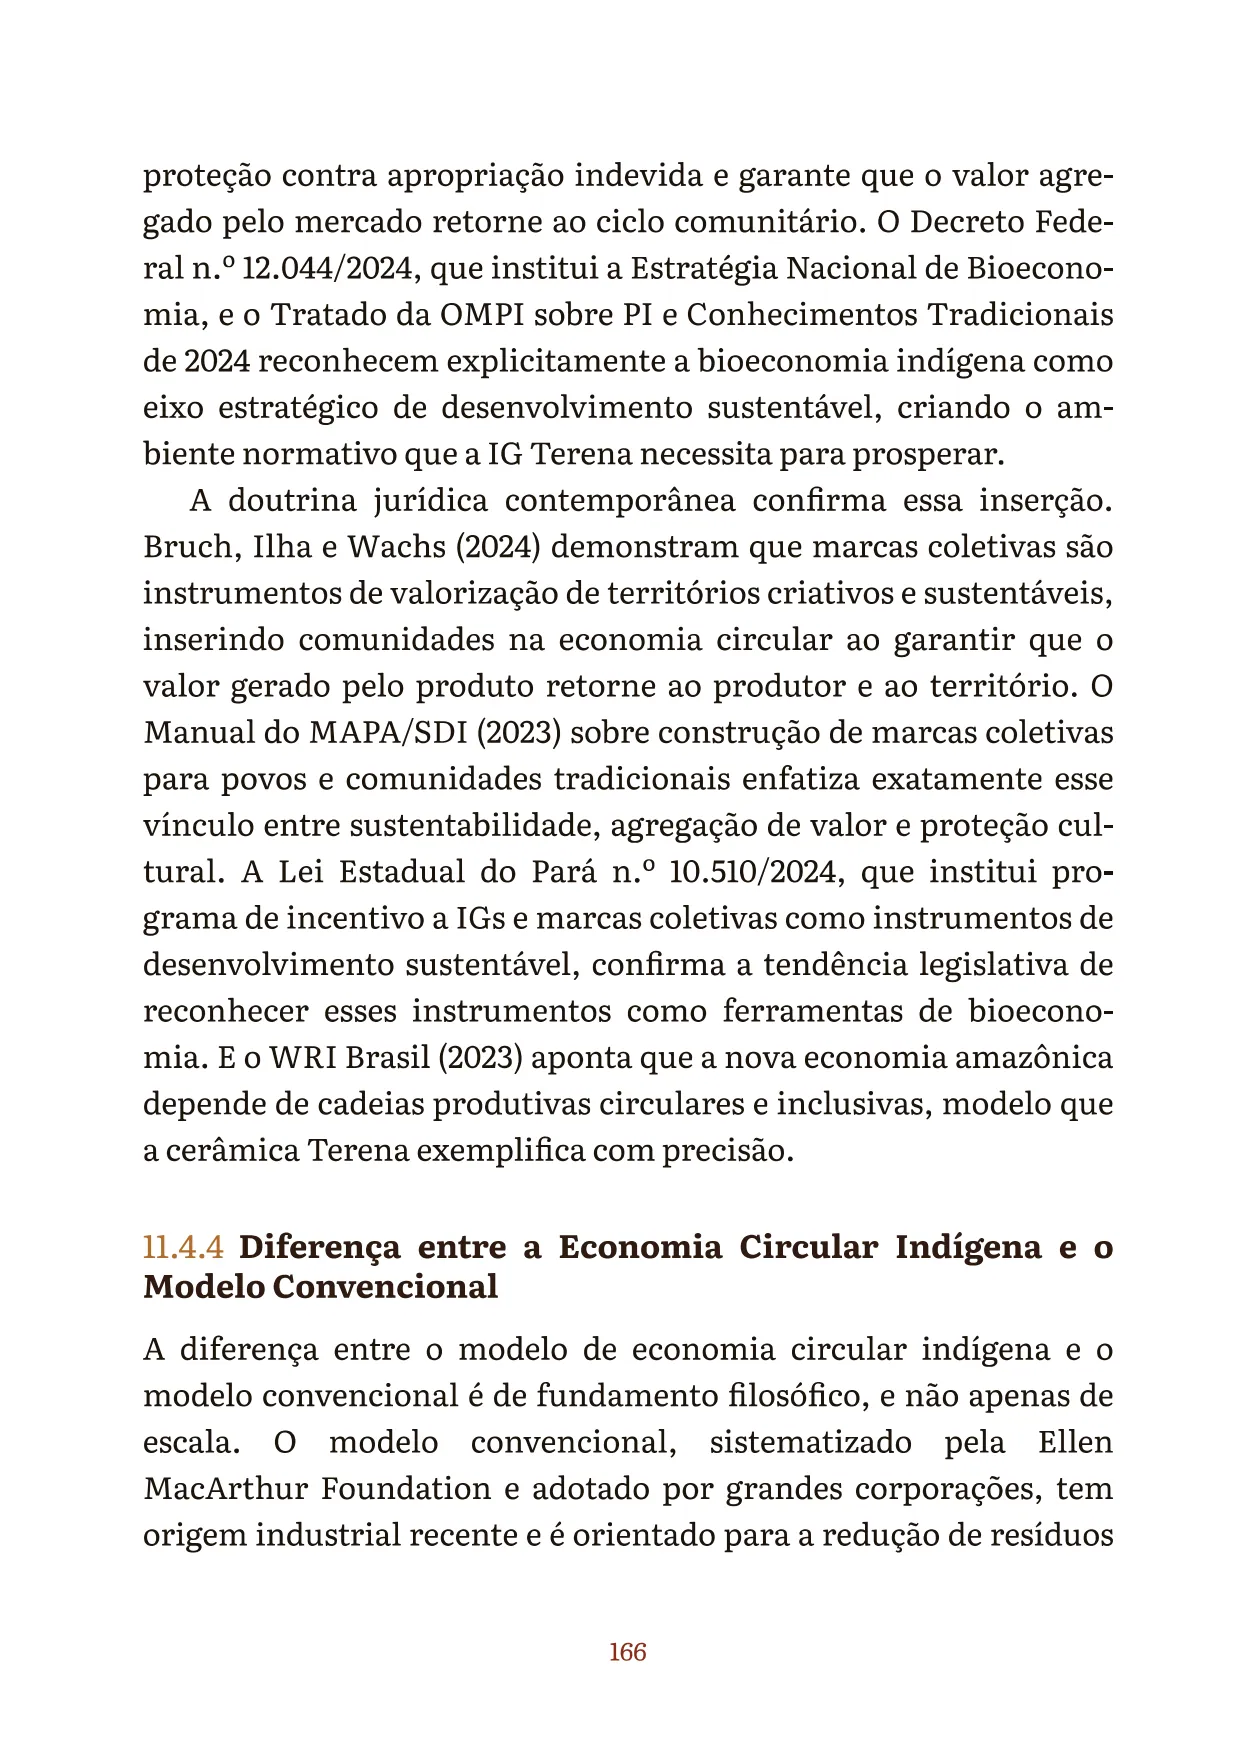 proteção contra apropriação indevida e garante que o valor agre-
gado pelo mercado retorne ao ciclo comunitário. O Decreto Fede-
ral n.º 12.044/2024, que institui a Estratégia Nacional de Bioecono-
mia, e o Tratado da OMPI sobre PI e Conhecimentos Tradicionais
de 2024 reconhecem explicitamente a bioeconomia indígena como
eixo estratégico de desenvolvimento sustentável, criando o am-
biente normativo que a IG Terena necessita para prosperar.
A doutrina jurídica contemporânea confirma essa inserção.
Bruch, Ilha e Wachs (2024) demonstram que marcas coletivas são
instrumentos de valorização de territórios criativos e sustentáveis,
inserindo comunidades na economia circular ao garantir que o
valor gerado pelo produto retorne ao produtor e ao território. O
Manual do MAPA/SDI (2023) sobre construção de marcas coletivas
para povos e comunidades tradicionais enfatiza exatamente esse
vínculo entre sustentabilidade, agregação de valor e proteção cul-
tural. A Lei Estadual do Pará n.º 10.510/2024, que institui pro-
grama de incentivo a IGs e marcas coletivas como instrumentos de
desenvolvimento sustentável, confirma a tendência legislativa de
reconhecer esses instrumentos como ferramentas de bioecono-
mia. E o WRI Brasil (2023) aponta que a nova economia amazônica
depende de cadeias produtivas circulares e inclusivas, modelo que
a cerâmica Terena exemplifica com precisão.
11.4.4 Diferença entre a Economia Circular Indígena e o
Modelo Convencional
A diferença entre o modelo de economia circular indígena e o
modelo convencional é de fundamento filosófico, e não apenas de
escala. O modelo convencional, sistematizado pela Ellen
MacArthur Foundation e adotado por grandes corporações, tem
origem industrial recente e é orientado para a redução de resíduos
166